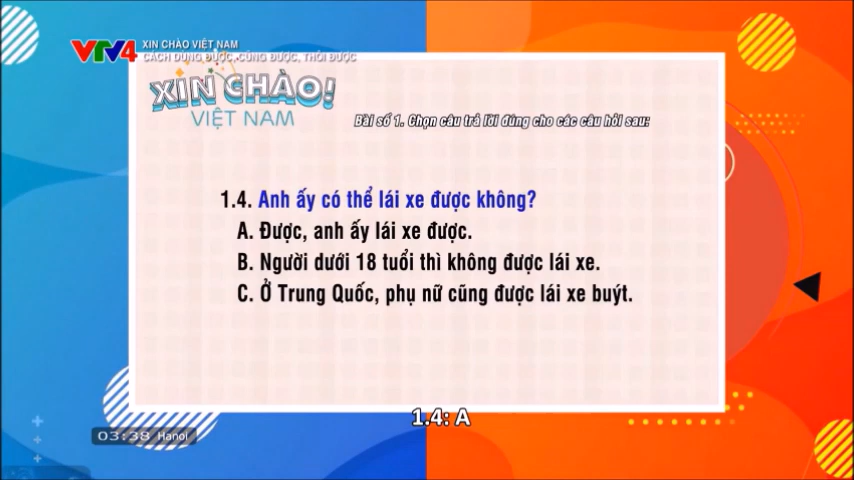 VTV4
XIN CHÀO VIỆT NAM
CÁCH DÙNG ĐƯỢC, CŨNG ĐƯỢC, THÔI ĐƯỢC
XIN CHÀO!
VIỆT NAM
Bài số 1. Chọn câu trả lời đúng cho các câu hỏi sau:
1.4. Anh ấy có thể lái xe được không?
A. Được, anh ấy lái xe được.
B. Người dưới 18 tuổi thì không được lái xe.
C. Ở Trung Quốc, phụ nữ cũng được lái xe buýt.
1.4: A
03:38 Hanoi